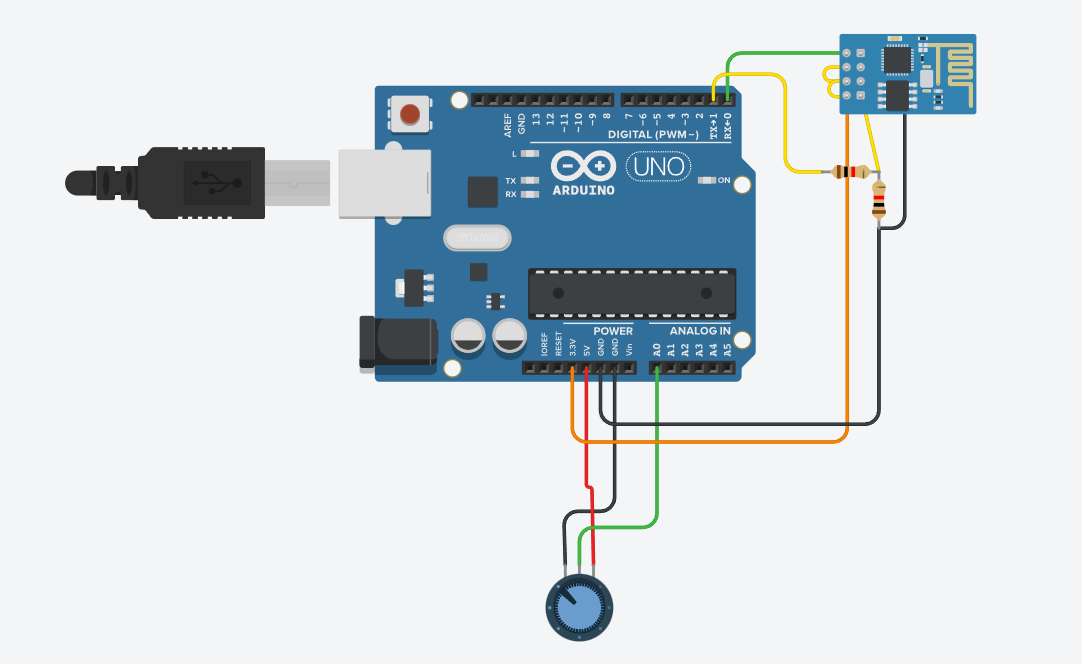 AREF
GND
13
12
~11
~10
~9
8
7
~6
~5
4
~3
2
TX→1
RX←0
DIGITAL (PWM~)
L
TX
RX
UNO
ARDUINO
ON
POWER
ANALOG IN
IOREF
RESET
3.3V
5V
GND
GND
Vin
A0
A1
A2
A3
A4
A5